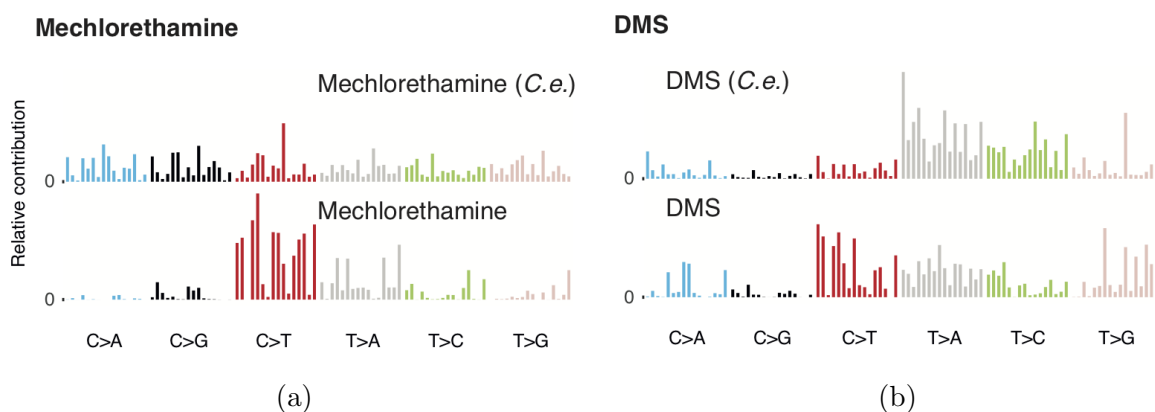 Mechlorethamine
Relative contribution
Mechlorethamine (C.e.)
0
Mechlorethamine
0
C>A C>G C>T T>A T>C T>G
(a)
DMS
DMS (C.e.)
0
DMS
0
C>A C>G C>T T>A T>C T>G
(b)